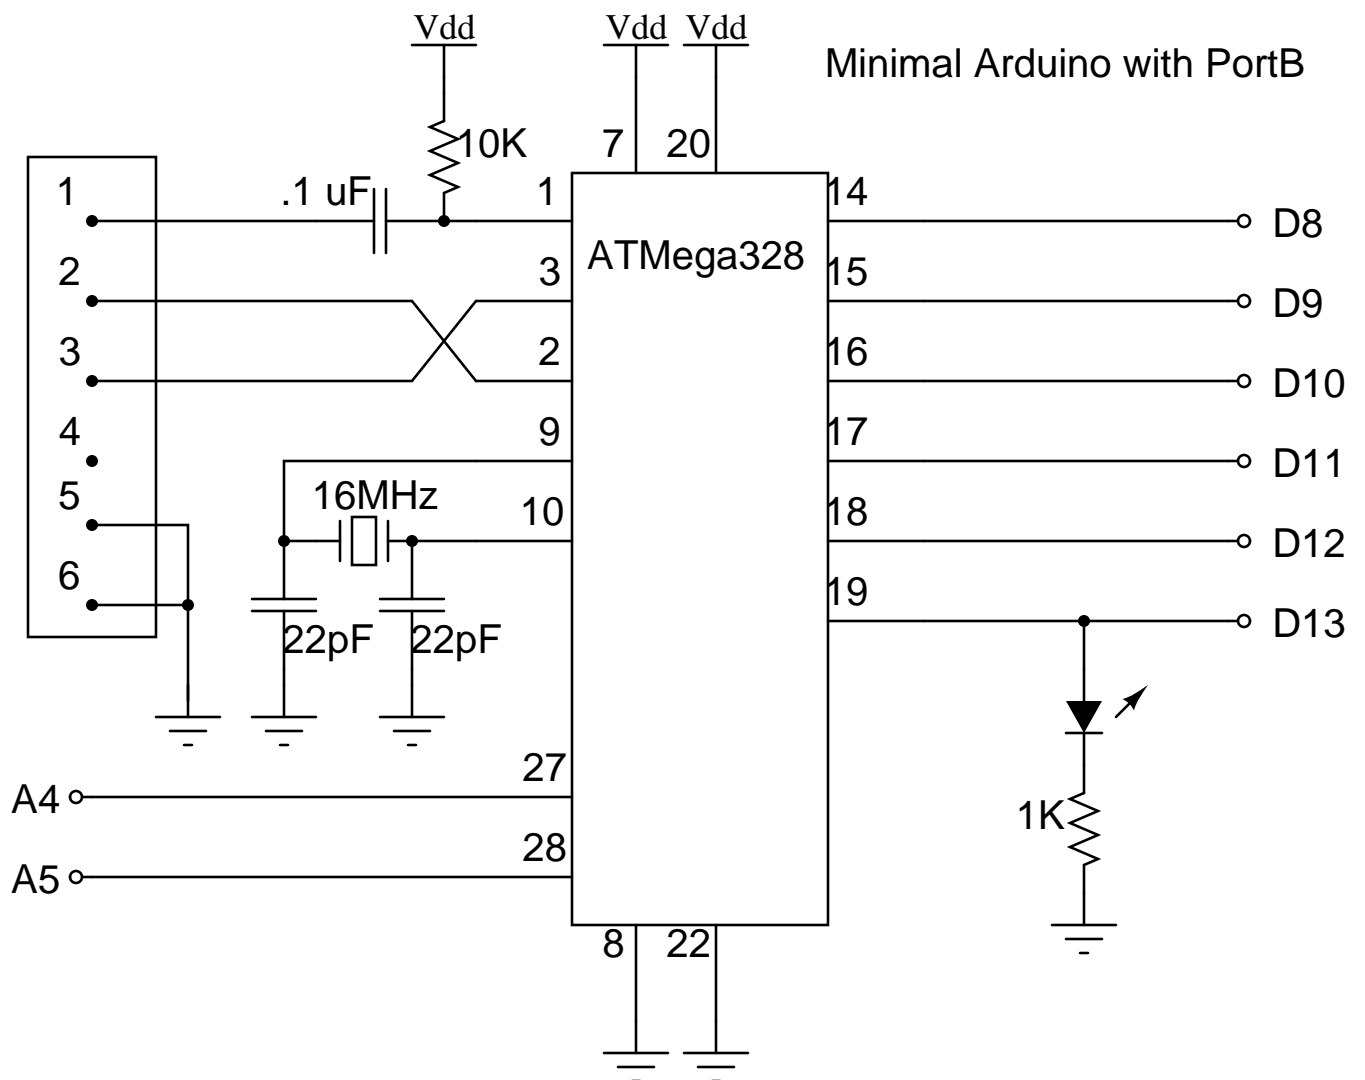 Vdd
Vdd Vdd
Minimal Arduino with PortB
10K
7 20
1
.1 uF
1
14
D8
ATMega328
2
3
15
D9
3
2
16
D10
4
9
17
D11
5
16MHz
10
18
D12
6
19
22pF 22pF
D13
27
A4
1K
28
A5
8 22